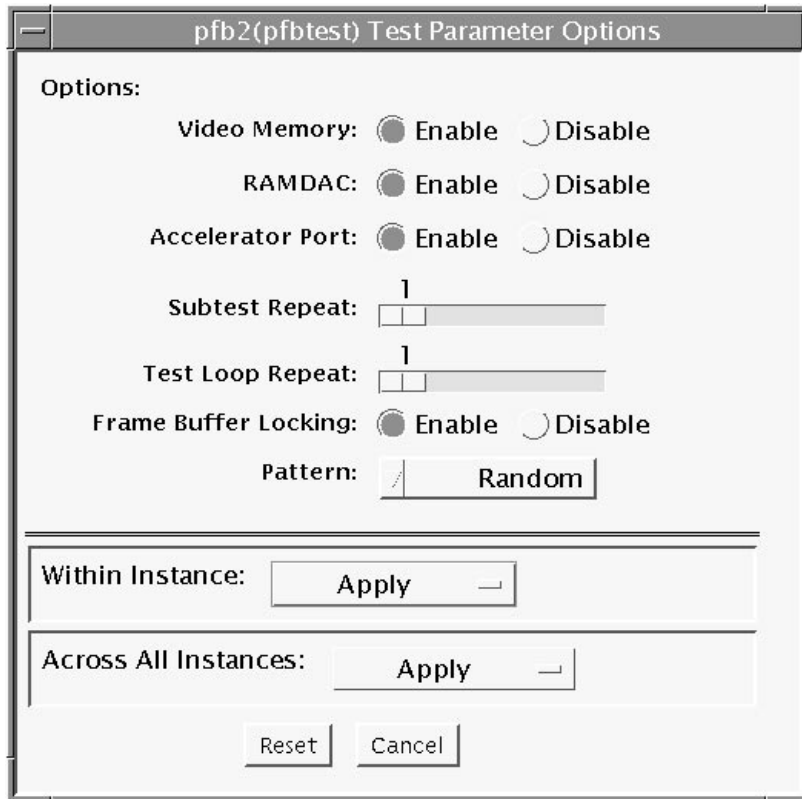 pfb2(pfbtest) Test Parameter Options
Options:
Video Memory: Enable Disable
RAMDAC: Enable Disable
Accelerator Port: Enable Disable
1
Subtest Repeat:
1
Test Loop Repeat:
Frame Buffer Locking: Enable Disable
Pattern: Random
Within Instance: Apply
Across All Instances: Apply
Reset Cancel